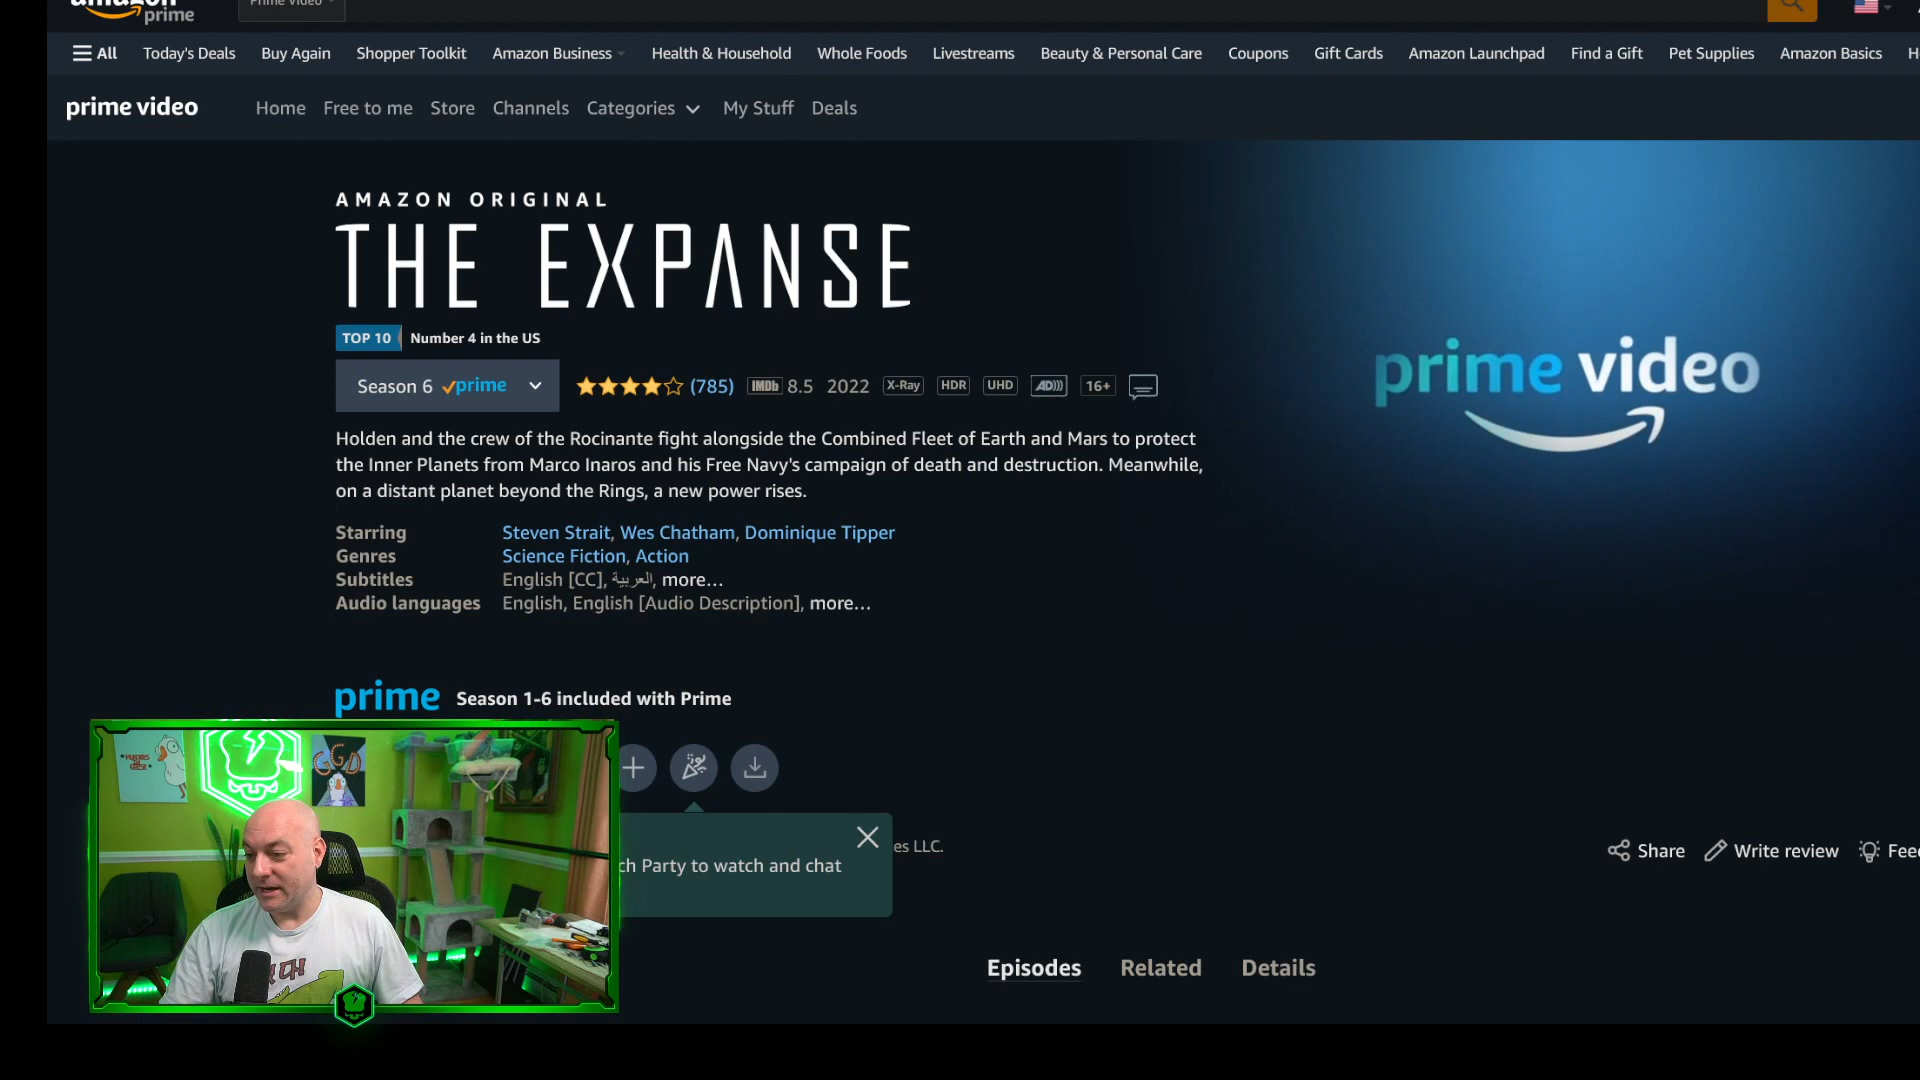 amazon
prime
Prime Video
All Today's Deals Buy Again Shopper Toolkit Amazon Business Health & Household Whole Foods Livestreams Beauty & Personal Care Coupons Gift Cards Amazon Launchpad Find a Gift Pet Supplies Amazon Basics H
prime video Home Free to me Store Channels Categories My Stuff Deals
AMAZON ORIGINAL
THE EXPANSE
TOP 10 Number 4 in the US
Season 6 prime (785) IMDb 8.5 2022 X-Ray HDR UHD AD))) 16+
prime video
Holden and the crew of the Rocinante fight alongside the Combined Fleet of Earth and Mars to protect
the Inner Planets from Marco Inaros and his Free Navy's campaign of death and destruction. Meanwhile,
on a distant planet beyond the Rings, a new power rises.
Starring Steven Strait, Wes Chatham, Dominique Tipper
Genres Science Fiction, Action
Subtitles English [CC], العربية, more...
Audio languages English, English [Audio Description], more...
prime Season 1-6 included with Prime
GGD
es LLC.
ch Party to watch and chat
Share Write review Feed
Episodes Related Details